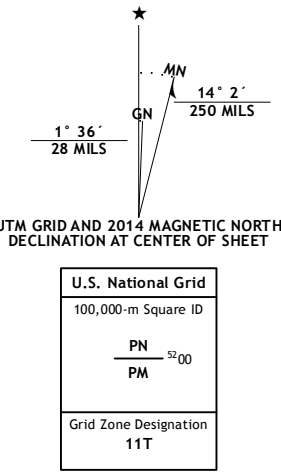 MN
GN
14° 2´
250 MILS
1° 36´
28 MILS
UTM GRID AND 2014 MAGNETIC NORTH
DECLINATION AT CENTER OF SHEET
U.S. National Grid
100,000-m Square ID
PN
5200
PM
Grid Zone Designation
11T